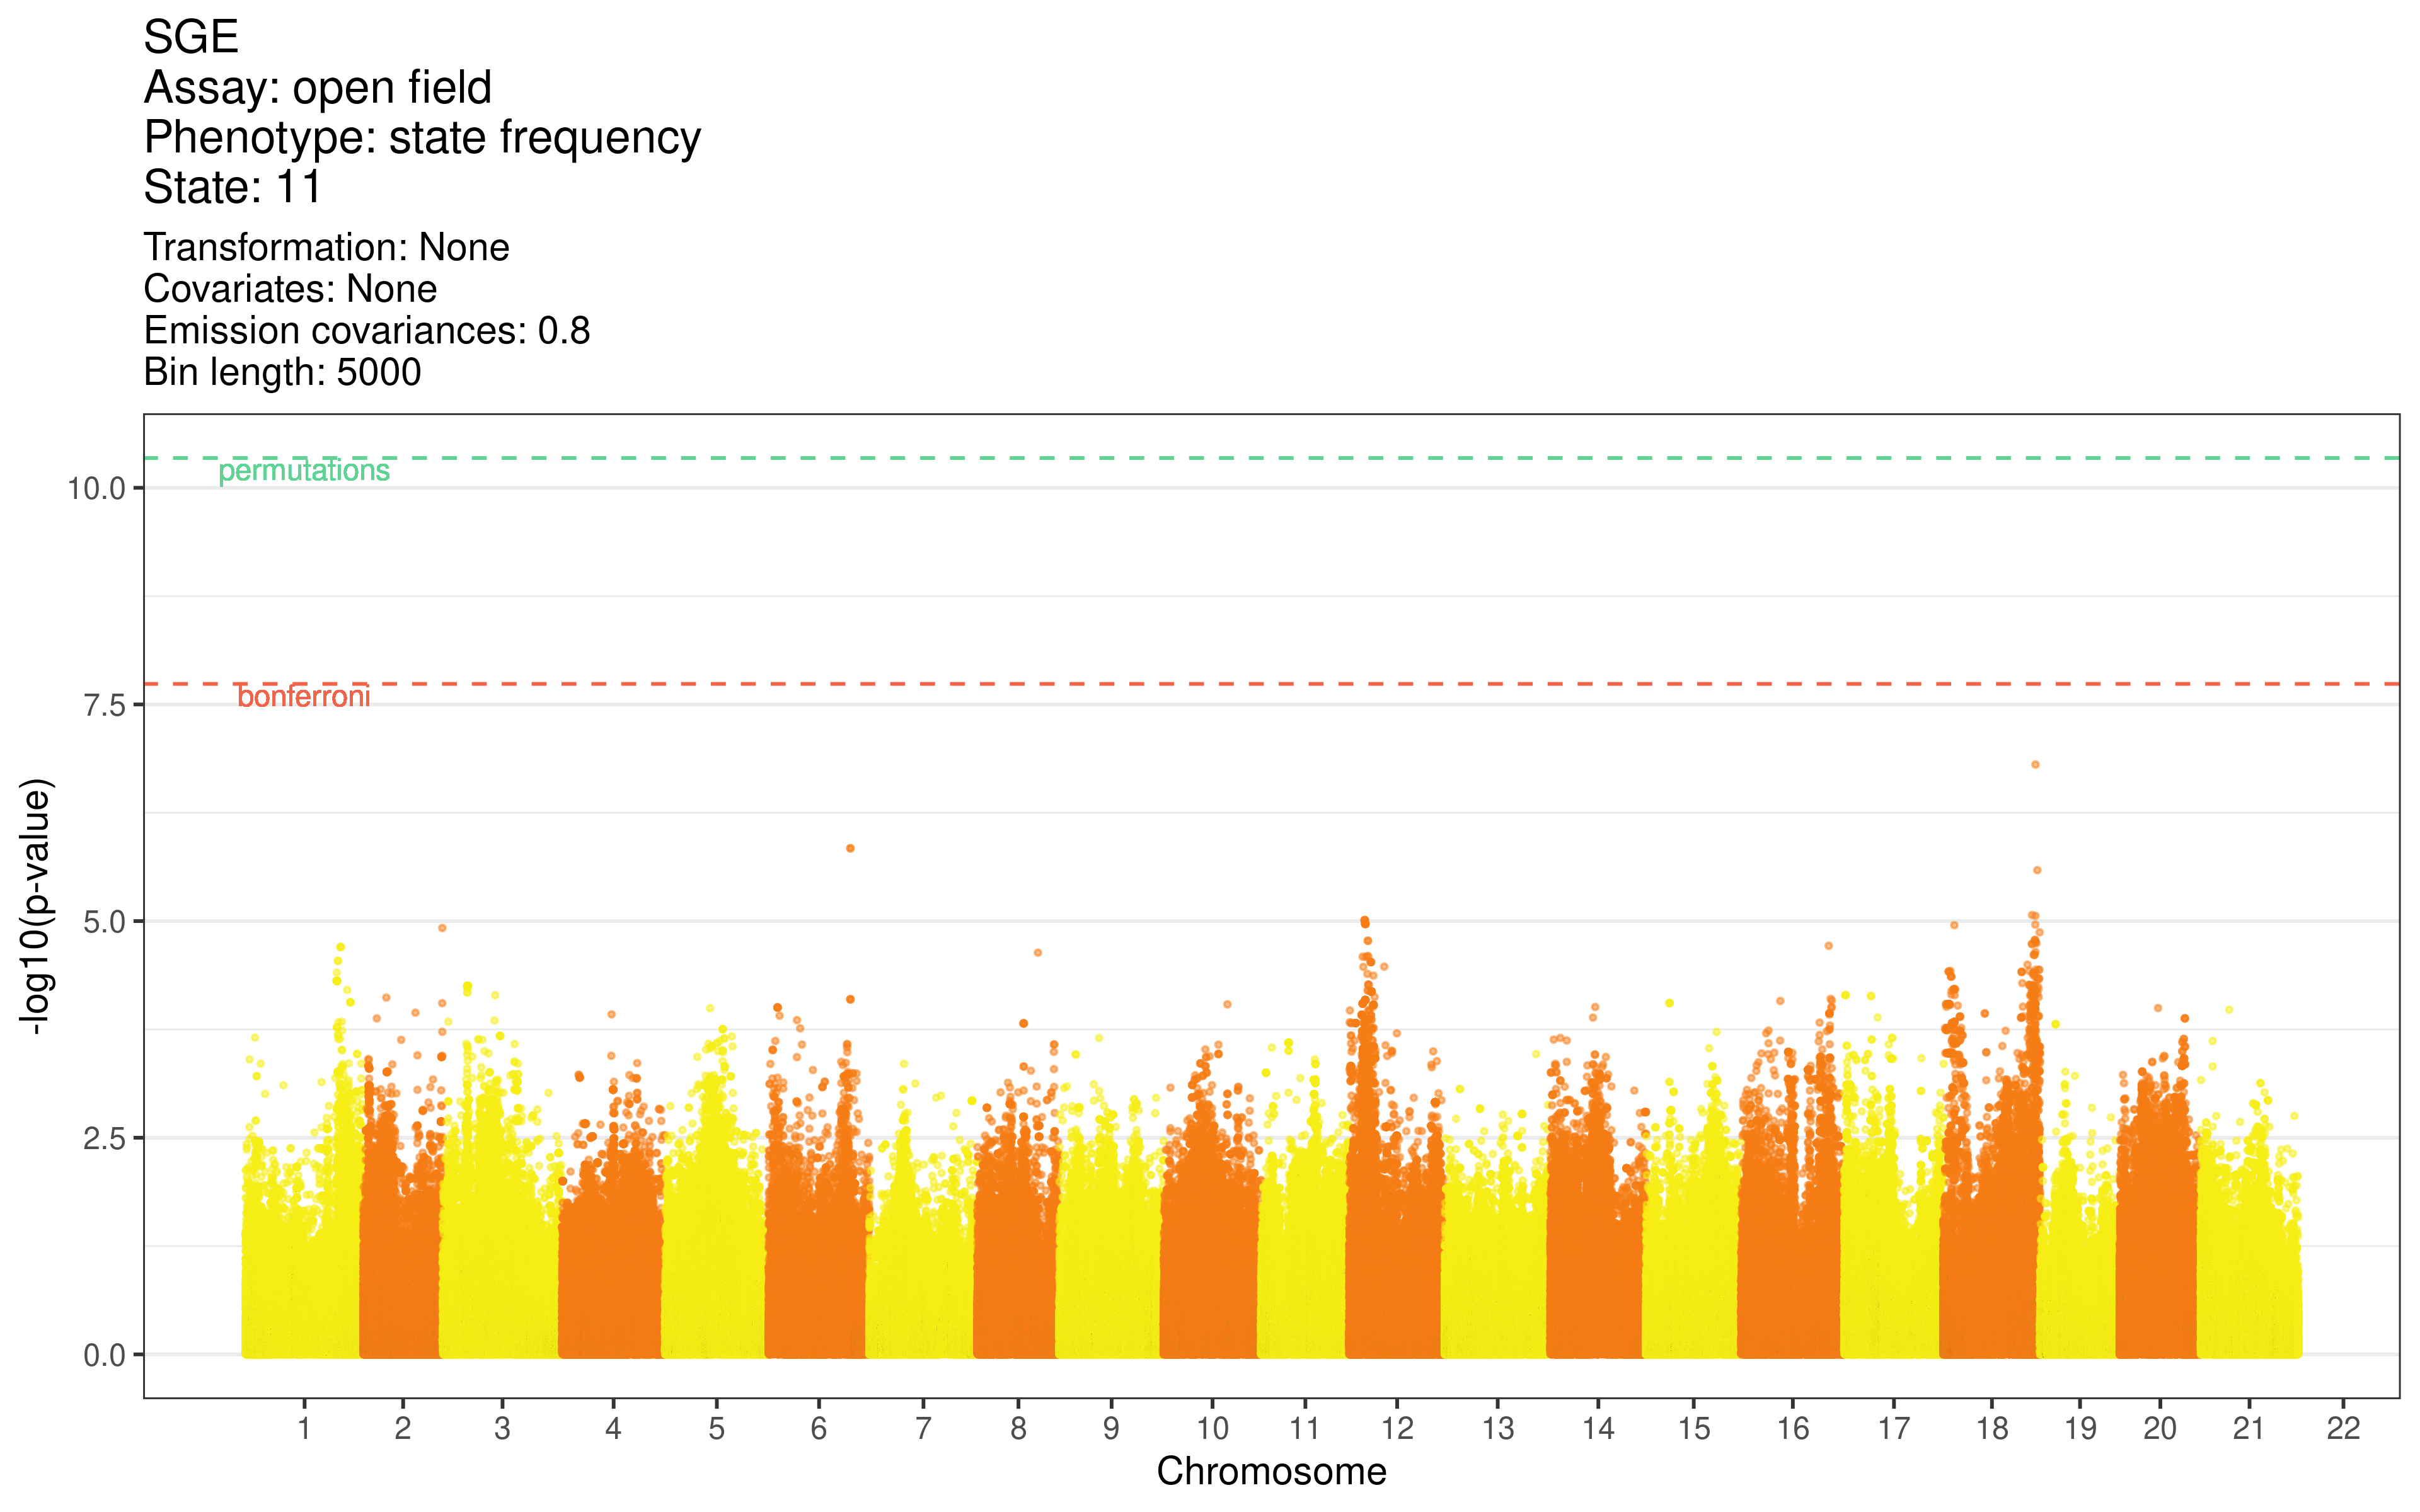 SGE
Assay: open field
Phenotype: state frequency
State: 11
Transformation: None
Covariates: None
Emission covariances: 0.8
Bin length: 5000
permutations
10.0
bonferroni
7.5
5.0
2.5
0.0
-log10(p-value)
1 2 3 4 5 6 7 8 9 10 11 12 13 14 15 16 17 18 19 20 21 22
Chromosome